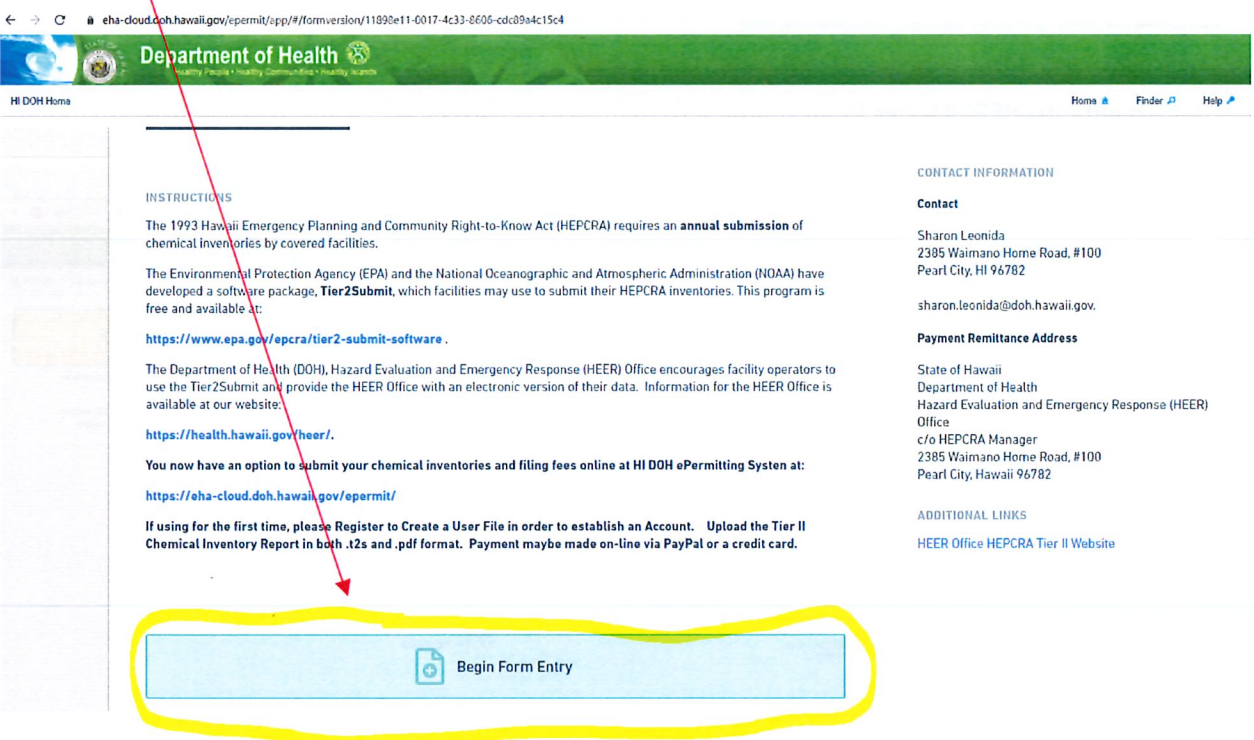 eha-cloud.doh.hawaii.gov/epermit/app/#/formversion/11898e11-0017-4c33-8606-cdc89a4c15c4
Department of Health
Healthy People • Healthy Communities • Healthy Islands
HI DOH Home
Home
Finder
Help
INSTRUCTIONS
The 1993 Hawaii Emergency Planning and Community Right-to-Know Act (HEPCRA) requires an annual submission of
chemical inventories by covered facilities.
The Environmental Protection Agency (EPA) and the National Oceanographic and Atmospheric Administration (NOAA) have
developed a software package, Tier2Submit, which facilities may use to submit their HEPCRA inventories. This program is
free and available at:
https://www.epa.gov/epcra/tier2-submit-software .
The Department of Health (DOH), Hazard Evaluation and Emergency Response (HEER) Office encourages facility operators to
use the Tier2Submit and provide the HEER Office with an electronic version of their data. Information for the HEER Office is
available at our website:
https://health.hawaii.gov/heer/.
You now have an option to submit your chemical inventories and filing fees online at HI DOH ePermitting Systen at:
https://eha-cloud.doh.hawaii.gov/epermit/
If using for the first time, please Register to Create a User File in order to establish an Account. Upload the Tier II
Chemical Inventory Report in both .t2s and .pdf format. Payment maybe made on-line via PayPal or a credit card.
Begin Form Entry
CONTACT INFORMATION
Contact
Sharon Leonida
2385 Waimano Home Road, #100
Pearl City, HI 96782
sharon.leonida@doh.hawaii.gov.
Payment Remittance Address
State of Hawaii
Department of Health
Hazard Evaluation and Emergency Response (HEER)
Office
c/o HEPCRA Manager
2385 Waimano Home Road, #100
Pearl City, Hawaii 96782
ADDITIONAL LINKS
HEER Office HEPCRA Tier II Website